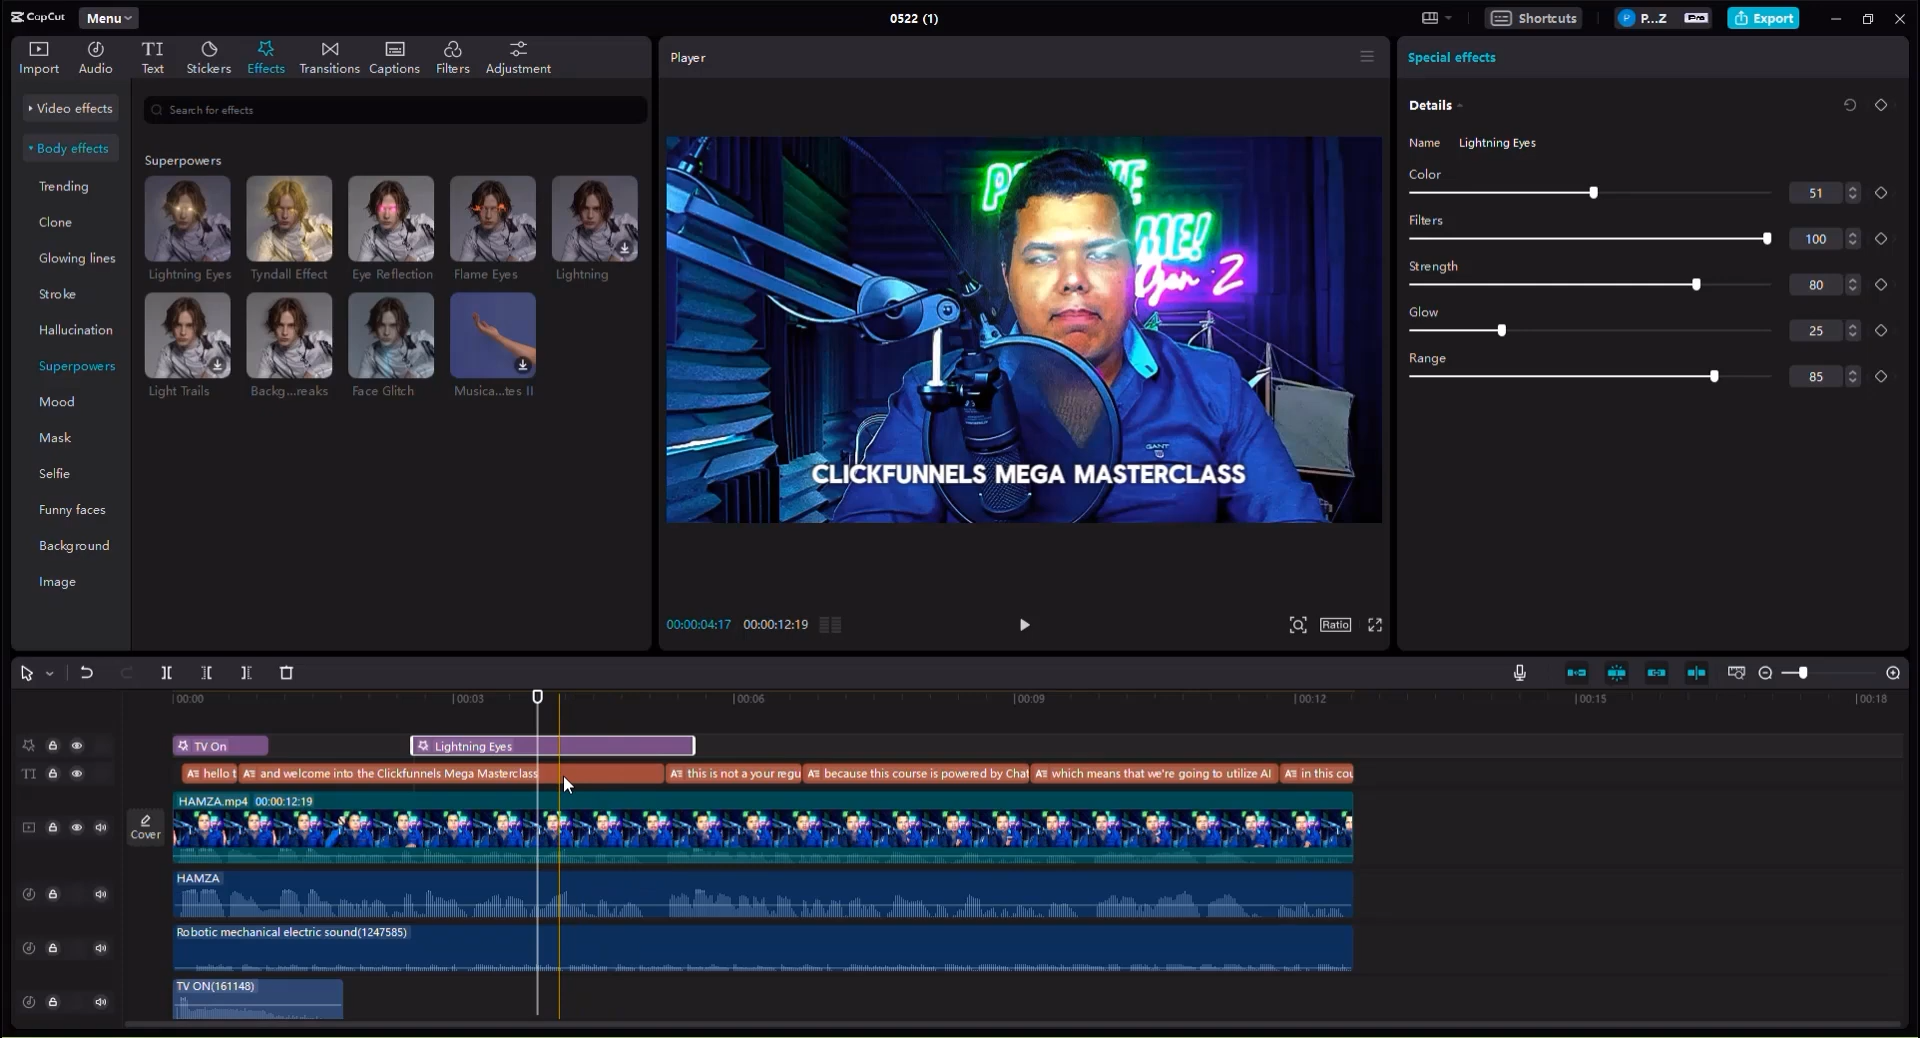 CapCut
Menu
0522 (1)
Shortcuts
P
P...Z
Pro
Export
Import
Audio
TI
Text
Stickers
Effects
Transitions
Captions
Filters
Adjustment
Video effects
Body effects
Trending
Clone
Glowing lines
Stroke
Hallucination
Superpowers
Mood
Mask
Selfie
Funny faces
Background
Image
Search for effects
Superpowers
Lightning Eyes
Tyndall Effect
Eye Reflection
Flame Eyes
Lightning
Light Trails
Backg...reaks
Face Glitch
Musica...tes II
Player
ME!
Gen Z
GANT
CLICKFUNNELS MEGA MASTERCLASS
00:00:04:17
00:00:12:19
Ratio
Special effects
Details
Name Lightning Eyes
Color
51
Filters
100
Strength
80
Glow
25
Range
85
00:00
00:03
00:06
00:09
00:12
00:15
00:18
TV On
Lightning Eyes
TI
hello t
and welcome into the Clickfunnels Mega Masterclass
this is not a your regu
because this course is powered by Chat
which means that we're going to utilize AI
in this cou
Cover
HAMZA.mp4 00:00:12:19
HAMZA
Robotic mechanical electric sound(1247585)
TV ON(161148)